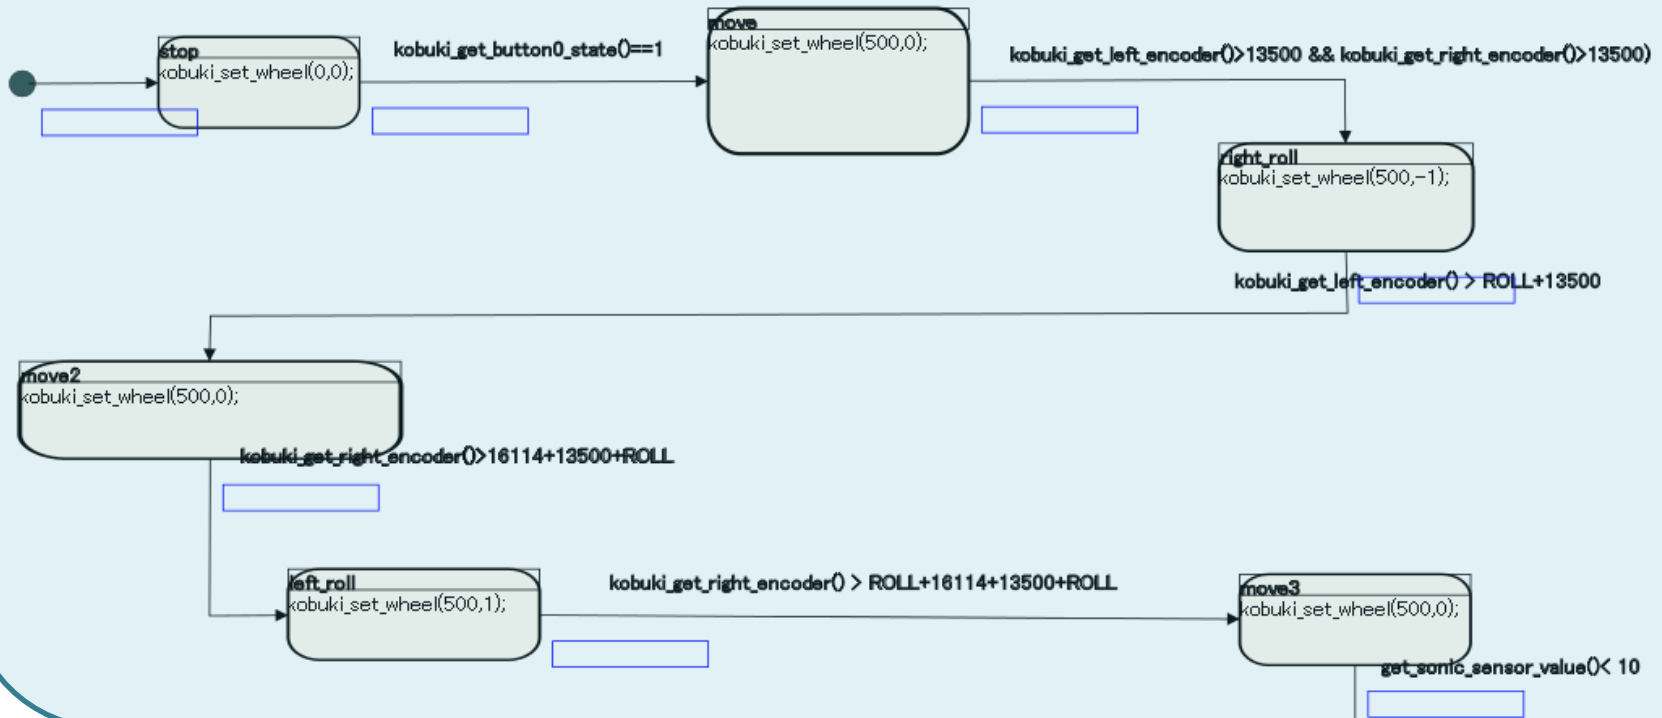 stop
kobuki_set_wheel(0,0);
kobuki_get_button0_state()==1
move
kobuki_set_wheel(500,0);
kobuki_get_left_encoder()>13500 && kobuki_get_right_encoder()>13500)
right_roll
kobuki_set_wheel(500,-1);
kobuki_get_left_encoder() > ROLL+13500
move2
kobuki_set_wheel(500,0);
kobuki_get_right_encoder()>16114+13500+ROLL
left_roll
kobuki_set_wheel(500,1);
kobuki_get_right_encoder() > ROLL+16114+13500+ROLL
move3
kobuki_set_wheel(500,0);
get_sonic_sensor_value()< 10